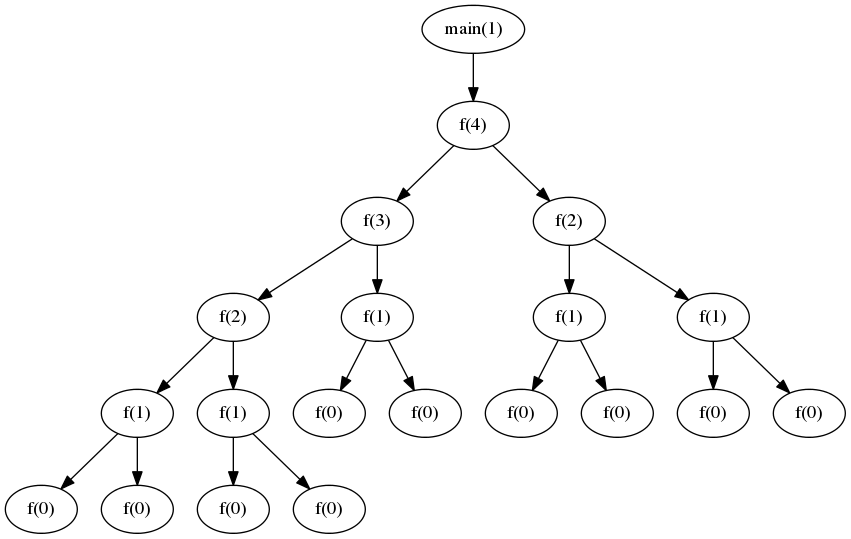 main(1)
f(4)
f(3) f(2)
f(2) f(1) f(1) f(1)
f(1) f(1) f(0) f(0) f(0) f(0) f(0) f(0)
f(0) f(0) f(0) f(0)